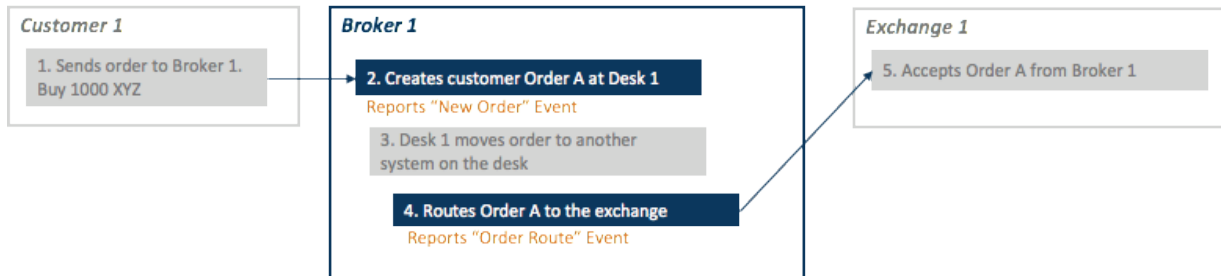 Customer 1
1. Sends order to Broker 1.
Buy 1000 XYZ
Broker 1
2. Creates customer Order A at Desk 1
Reports “New Order” Event
3. Desk 1 moves order to another
system on the desk
4. Routes Order A to the exchange
Reports “Order Route” Event
Exchange 1
5. Accepts Order A from Broker 1